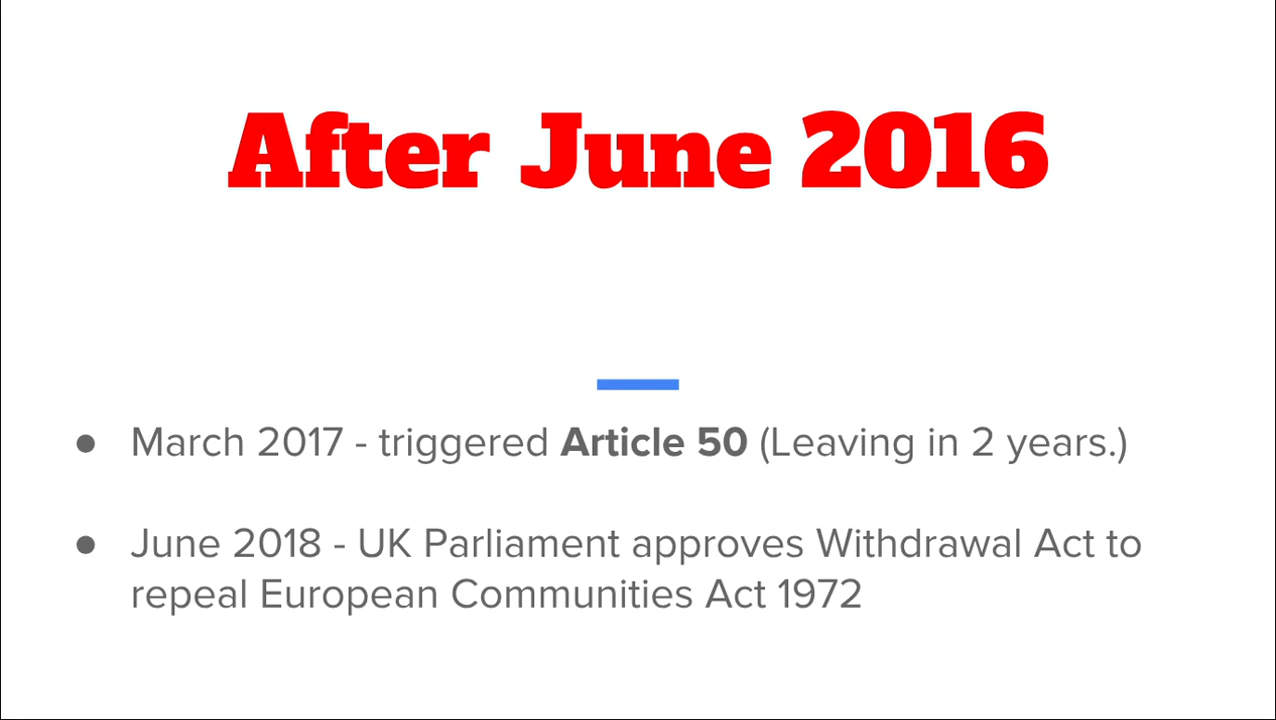 After June 2016
● March 2017 - triggered Article 50 (Leaving in 2 years.)
● June 2018 - UK Parliament approves Withdrawal Act to
repeal European Communities Act 1972